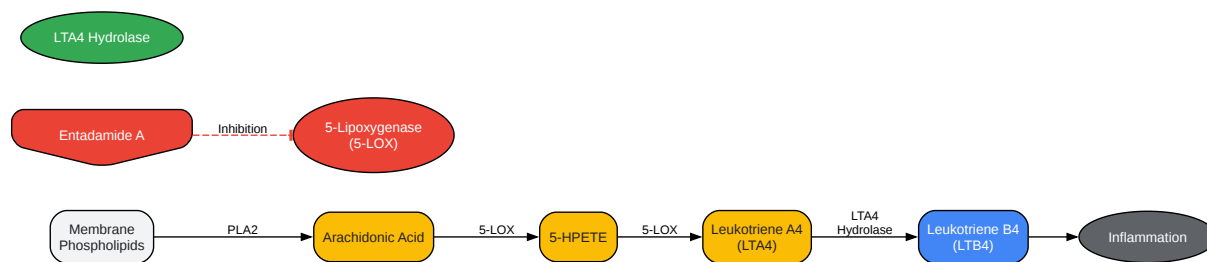 LTA4 Hydrolase
Entadamide A
Inhibition
5-Lipoxygenase
(5-LOX)
Membrane
Phospholipids
PLA2
Arachidonic Acid
5-LOX
5-HPETE
5-LOX
Leukotriene A4
(LTA4)
LTA4
Hydrolase
Leukotriene B4
(LTB4)
Inflammation